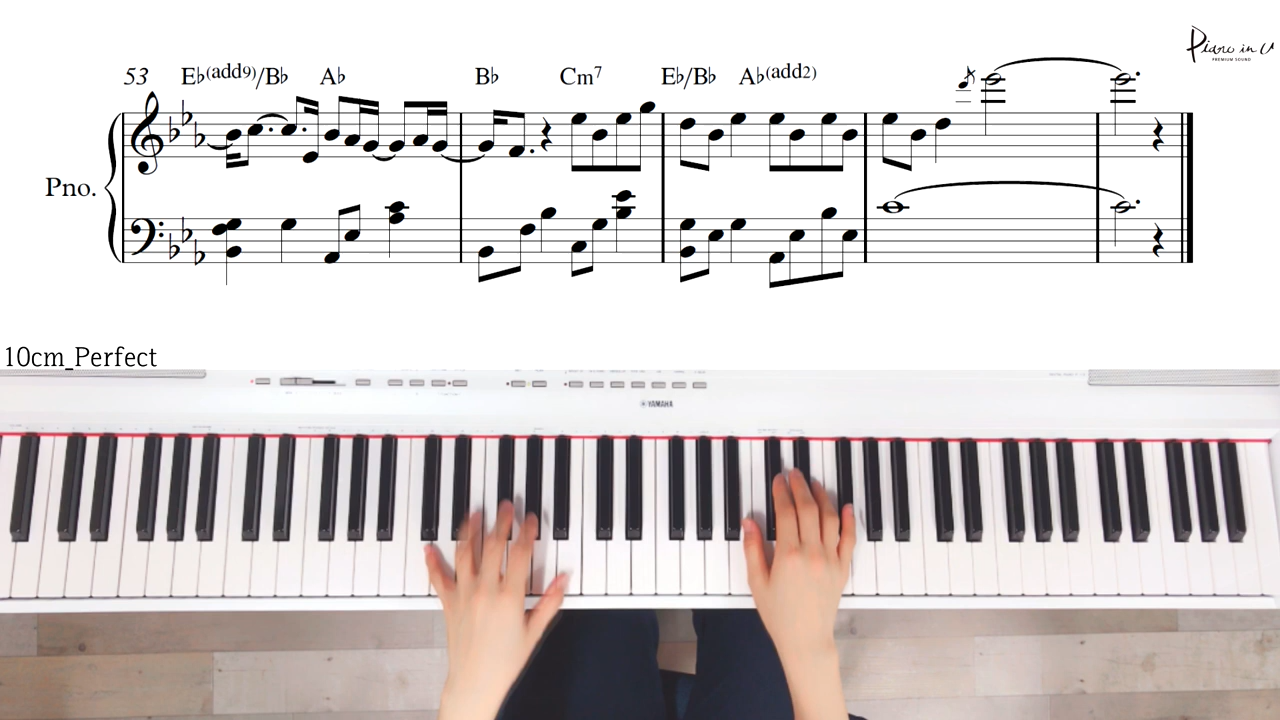 Piano in U
PREMIUM SOUND
53 E♭(add9)/B♭ A♭ B♭ Cm7 E♭/B♭ A♭(add2)
Pno.
10cm_Perfect
YAMAHA